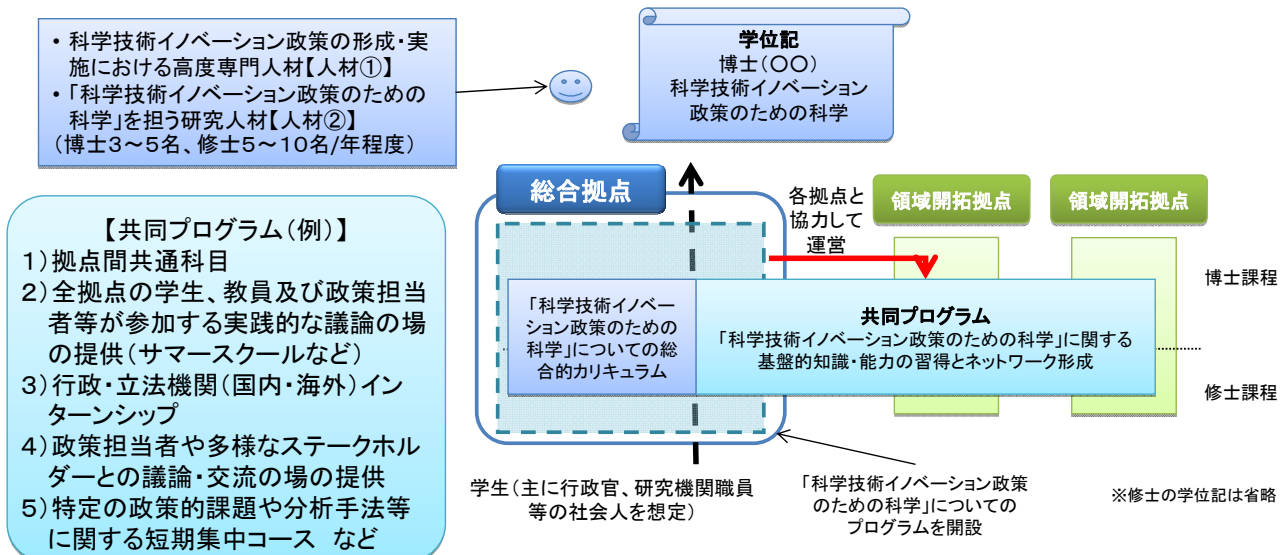 ・科学技術イノベーション政策の形成・実
施における高度専門人材【人材①】
・「科学技術イノベーション政策のための
科学」を担う研究人材【人材②】
(博士3～5名、修士5～10名/年程度)
学位記
博士(○○)
科学技術イノベーション
政策のための科学
【共同プログラム(例)】
1)拠点間共通科目
2)全拠点の学生、教員及び政策担当
者等が参加する実践的な議論の場
の提供(サマースクールなど)
3)行政・立法機関(国内・海外)イン
ターンシップ
4)政策担当者や多様なステークホル
ダーとの議論・交流の場の提供
5)特定の政策的課題や分析手法等
に関する短期集中コース など
総合拠点
各拠点と
協力して
運営
領域開拓拠点
領域開拓拠点
「科学技術イノベー
ション政策のための
科学」についての総
合的カリキュラム
共同プログラム
「科学技術イノベーション政策のための科学」に関する
基盤的知識・能力の習得とネットワーク形成
博士課程
修士課程
学生(主に行政官、研究機関職員
等の社会人を想定)
「科学技術イノベーション政策
のための科学」についての
プログラムを開設
※修士の学位記は省略